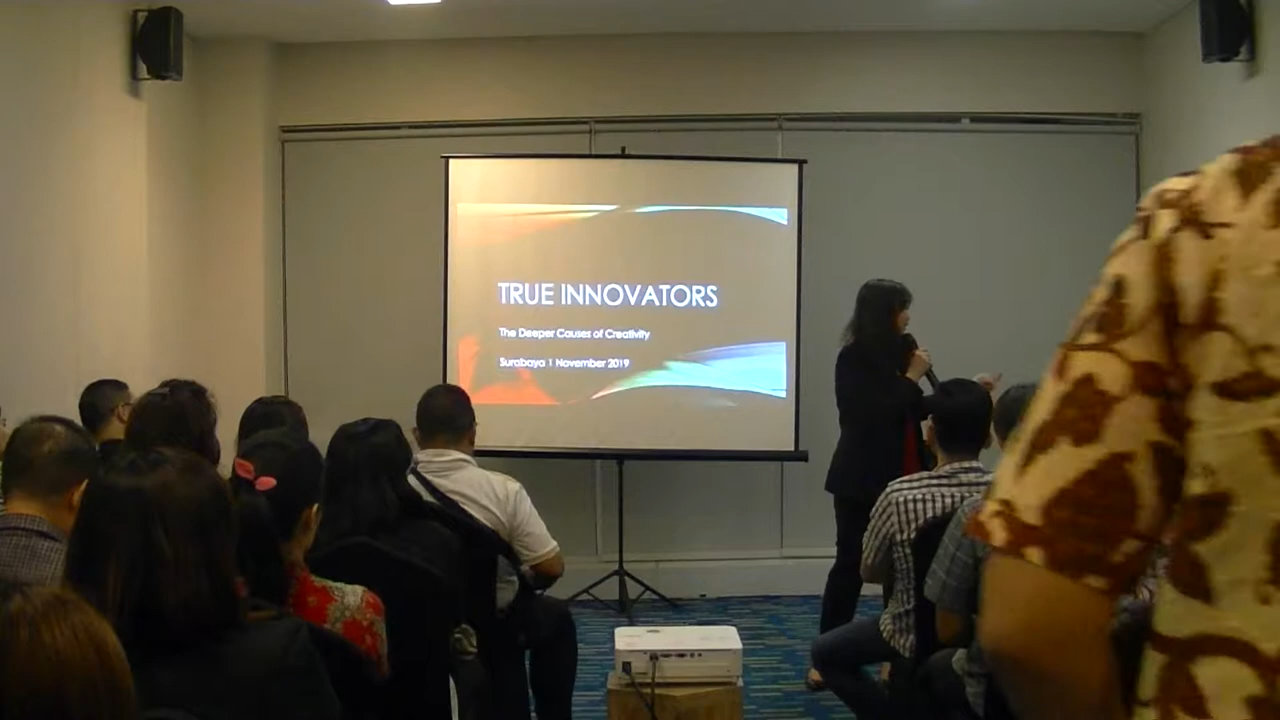 TRUE INNOVATORS
The Deeper Causes of Creativity
Surabaya 1 November 2019